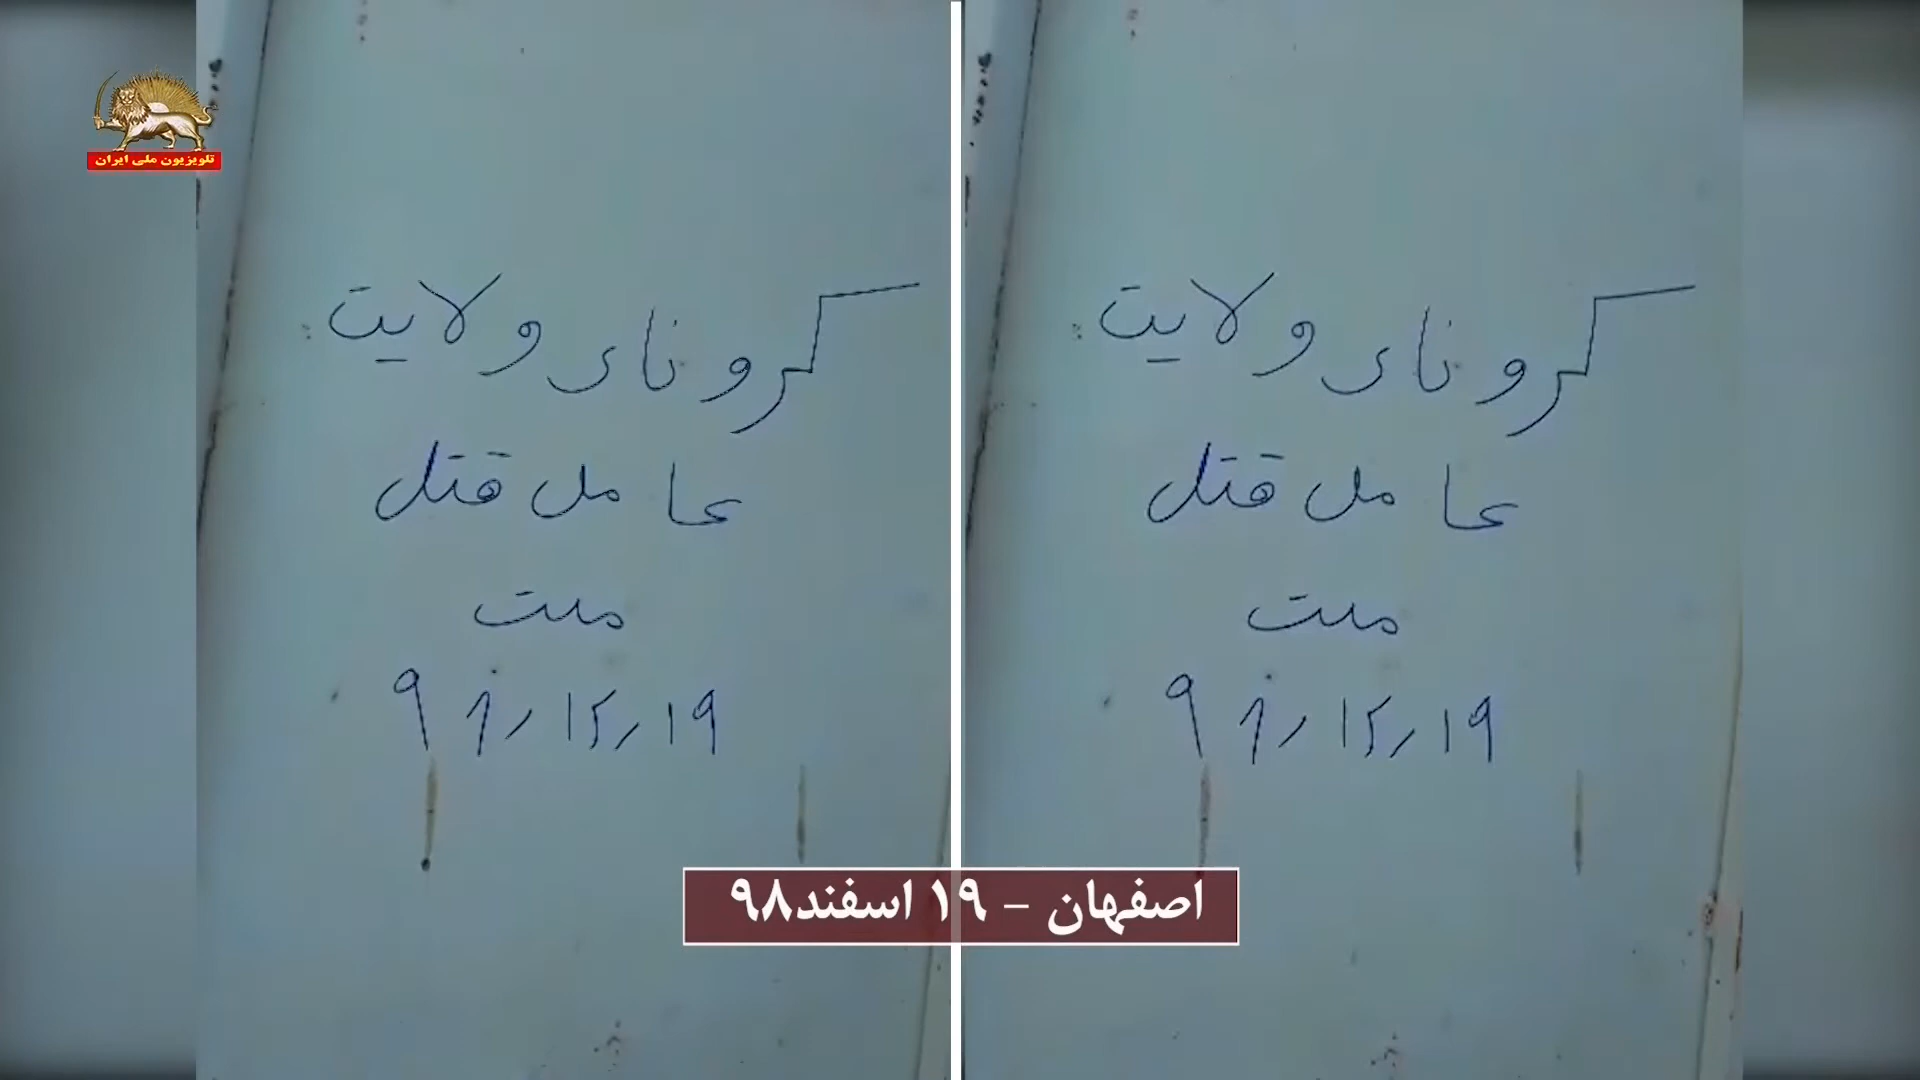 تلویزیون ملی ایران
کرونای ولایت
عامل قتل
ملت
۹۸/۱۲/۱۹
کرونای ولایت
عامل قتل
ملت
۹۸/۱۲/۱۹
اصفهان – ۱۹ اسفند۹۸